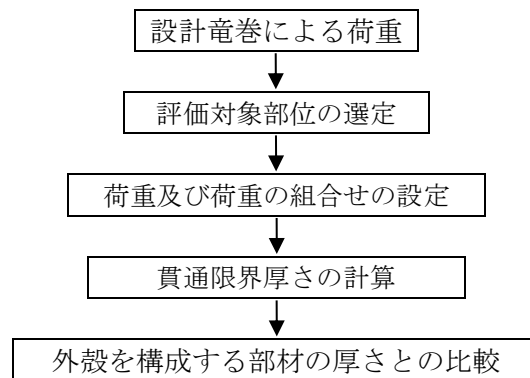 設計竜巻による荷重
評価対象部位の選定
荷重及び荷重の組合せの設定
貫通限界厚さの計算
外殻を構成する部材の厚さとの比較